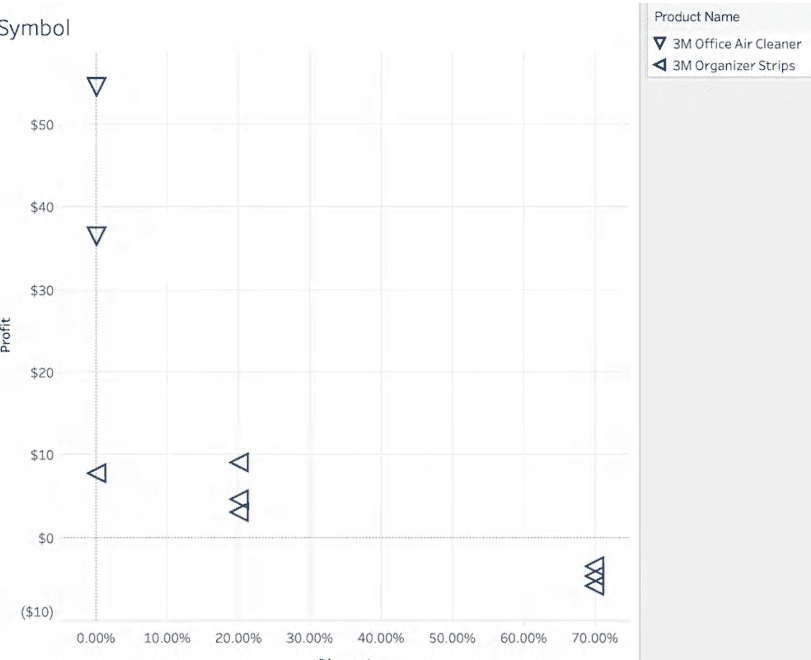 Symbol
Product Name
3M Office Air Cleaner
3M Organizer Strips
$50
$40
$30
Profit
$20
$10
$0
($10)
0.00% 10.00% 20.00% 30.00% 40.00% 50.00% 60.00% 70.00%